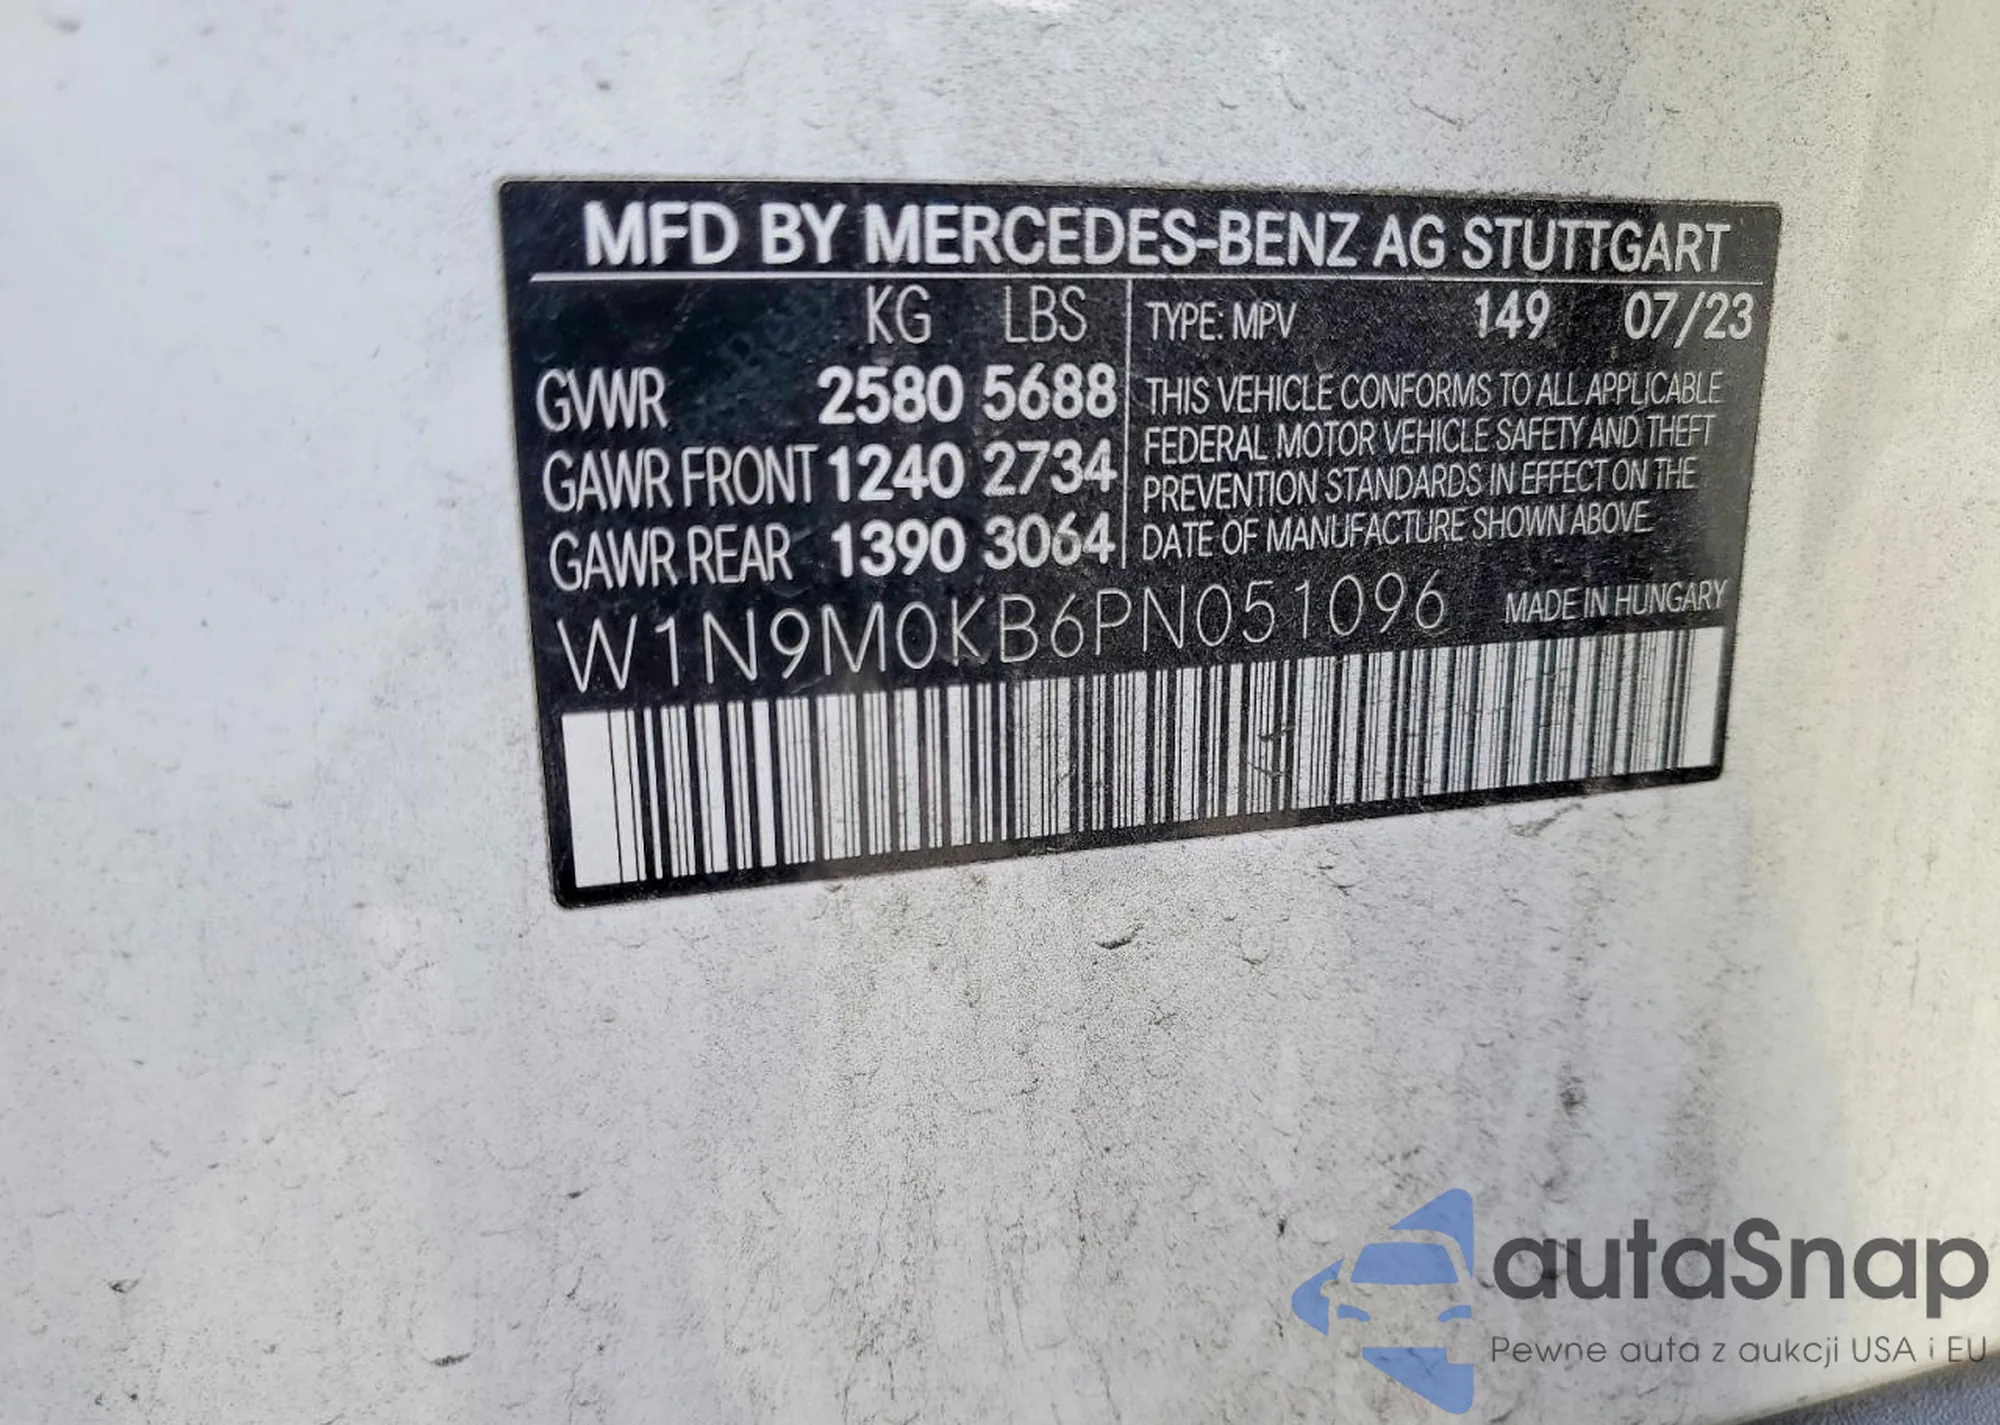 MFD BY MERCEDES-BENZ AG STUTTGART
KG LBS
GVWR 2580 5688
GAWR FRONT 1240 2734
GAWR REAR 1390 3064
TYPE: MPV 149 07/23
THIS VEHICLE CONFORMS TO ALL APPLICABLE
FEDERAL MOTOR VEHICLE SAFETY AND THEFT
PREVENTION STANDARDS IN EFFECT ON THE
DATE OF MANUFACTURE SHOWN ABOVE
W1N9M0KB6PN051096 MADE IN HUNGARY
autaSnap
Pewne auta z aukcji USA i EU